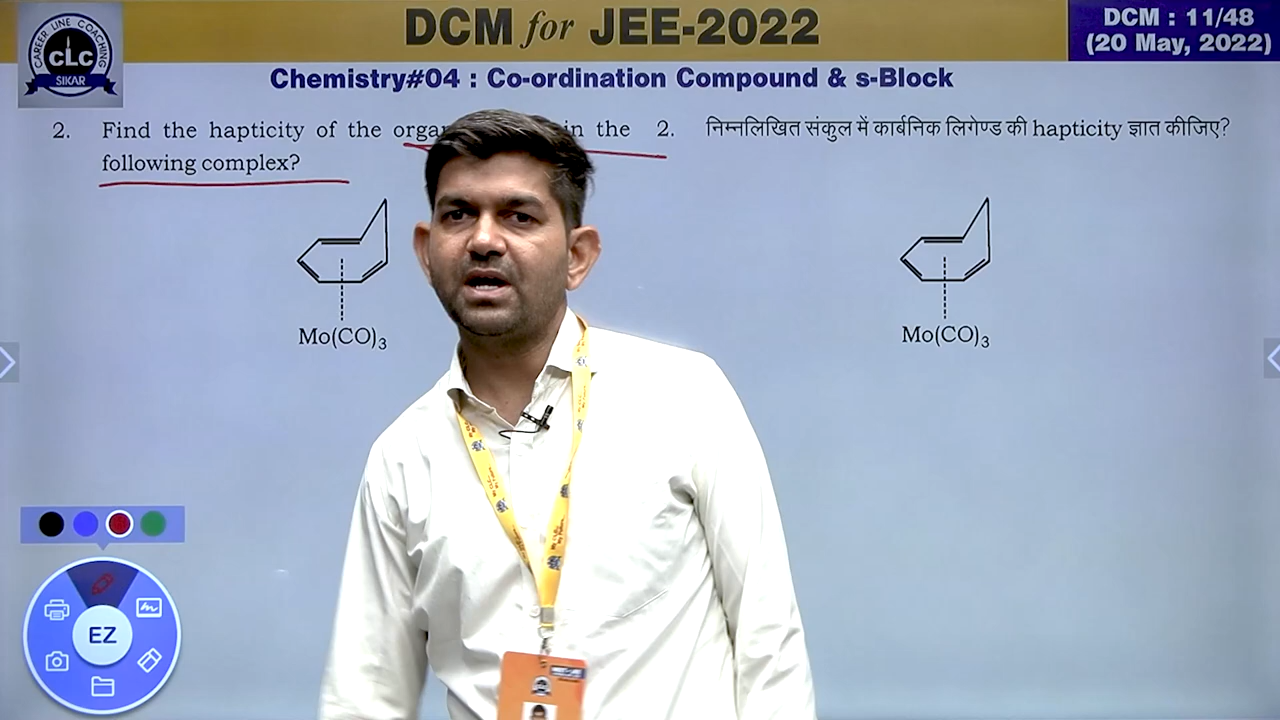 DCM for JEE-2022
DCM : 11/48
(20 May, 2022)
CAREER LINE COACHING
CLC
SIKAR
Chemistry#04 : Co-ordination Compound & s-Block
2. Find the hapticity of the orga in the
following complex?
2. निम्नलिखित संकुल में कार्बनिक लिगेण्ड की hapticity ज्ञात कीजिए?
Mo(CO)3
Mo(CO)3
EZ